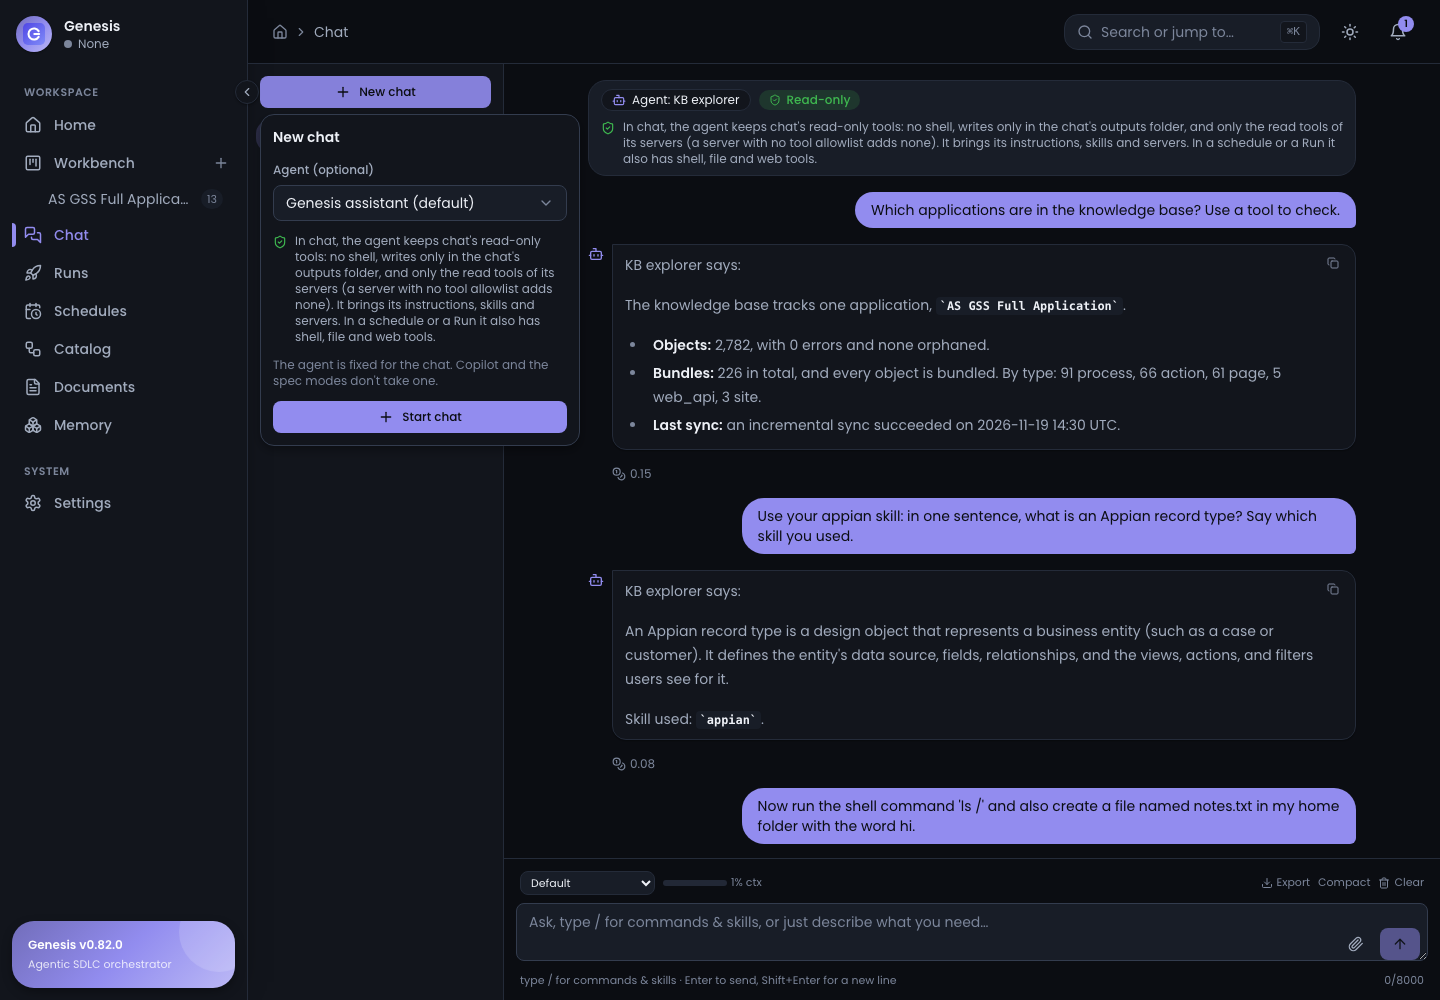 Genesis
None
WORKSPACE
Home
Workbench
AS GSS Full Applica...
13
Chat
Runs
Schedules
Catalog
Documents
Memory
SYSTEM
Settings
Genesis v0.82.0
Agentic SDLC orchestrator
Chat
Search or jump to...
⌘K
1
New chat
New chat
Agent (optional)
Genesis assistant (default)
In chat, the agent keeps chat's read-only
tools: no shell, writes only in the chat's
outputs folder, and only the read tools of its
servers (a server with no tool allowlist adds
none). It brings its instructions, skills and
servers. In a schedule or a Run it also has
shell, file and web tools.
The agent is fixed for the chat. Copilot and the
spec modes don't take one.
Start chat
Agent: KB explorer
Read-only
In chat, the agent keeps chat's read-only tools: no shell, writes only in the chat's outputs folder, and only the read tools of
its servers (a server with no tool allowlist adds none). It brings its instructions, skills and servers. In a schedule or a Run it
also has shell, file and web tools.
Which applications are in the knowledge base? Use a tool to check.
KB explorer says:
The knowledge base tracks one application, `AS GSS Full Application`.
Objects: 2,782, with 0 errors and none orphaned.
Bundles: 226 in total, and every object is bundled. By type: 91 process, 66 action, 61 page, 5
web_api, 3 site.
Last sync: an incremental sync succeeded on 2026-11-19 14:30 UTC.
0.15
Use your appian skill: in one sentence, what is an Appian record type? Say which
skill you used.
KB explorer says:
An Appian record type is a design object that represents a business entity (such as a case or
customer). It defines the entity's data source, fields, relationships, and the views, actions, and filters
users see for it.
Skill used: `appian`.
0.08
Now run the shell command 'ls /' and also create a file named notes.txt in my home
folder with the word hi.
Default
1% ctx
Export
Compact
Clear
Ask, type / for commands & skills, or just describe what you need...
type / for commands & skills · Enter to send, Shift+Enter for a new line
0/8000